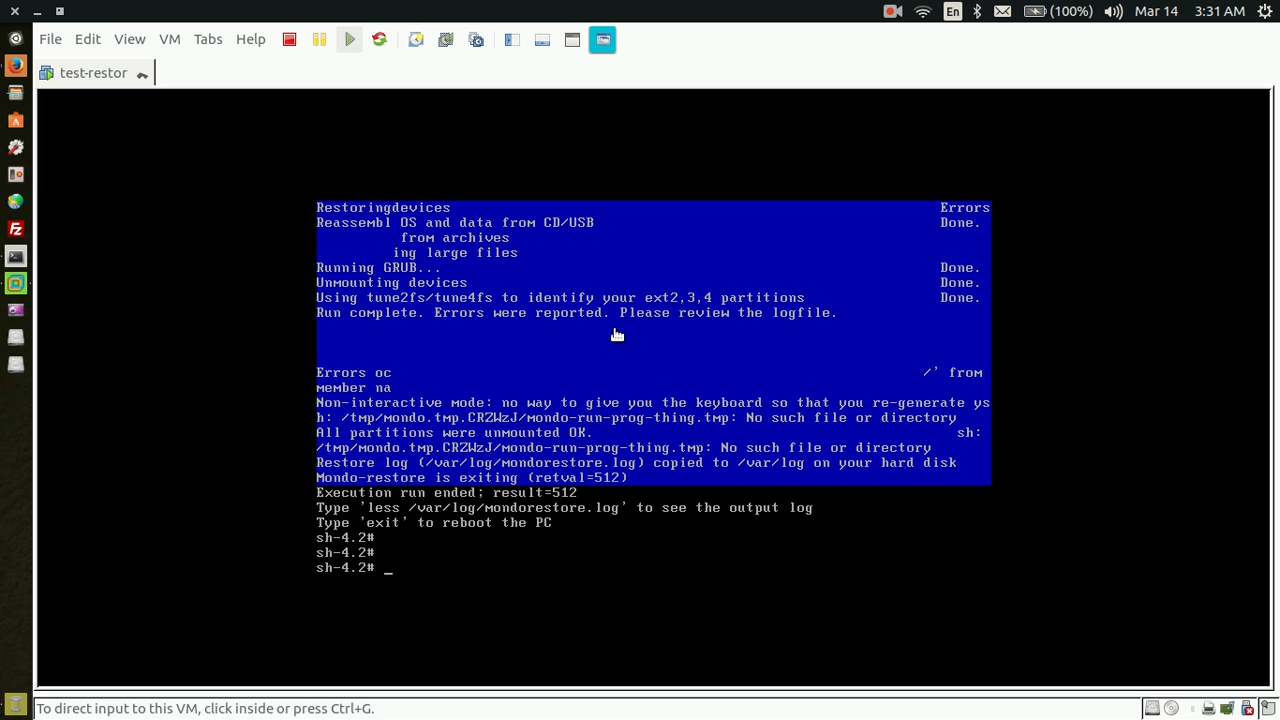 En (100%) Mar 14 3:31 AM
File Edit View VM Tabs Help
test-restor
Restoringdevices Errors
Reassembl OS and data from CD/USB Done.
from archives
ing large files
Running GRUB... Done.
Unmounting devices Done.
Using tune2fs/tune4fs to identify your ext2,3,4 partitions Done.
Run complete. Errors were reported. Please review the logfile.
Errors oc /' from
member na
Non-interactive mode: no way to give you the keyboard so that you re-generate ys
h: /tmp/mondo.tmp.CRZWzJ/mondo-run-prog-thing.tmp: No such file or directory
All partitions were unmounted OK. sh:
/tmp/mondo.tmp.CRZWzJ/mondo-run-prog-thing.tmp: No such file or directory
Restore log (/var/log/mondorestore.log) copied to /var/log on your hard disk
Mondo-restore is exiting (retval=512)
Execution run ended; result=512
Type 'less /var/log/mondorestore.log' to see the output log
Type 'exit' to reboot the PC
sh-4.2#
sh-4.2#
sh-4.2# _
To direct input to this VM, click inside or press Ctrl+G.